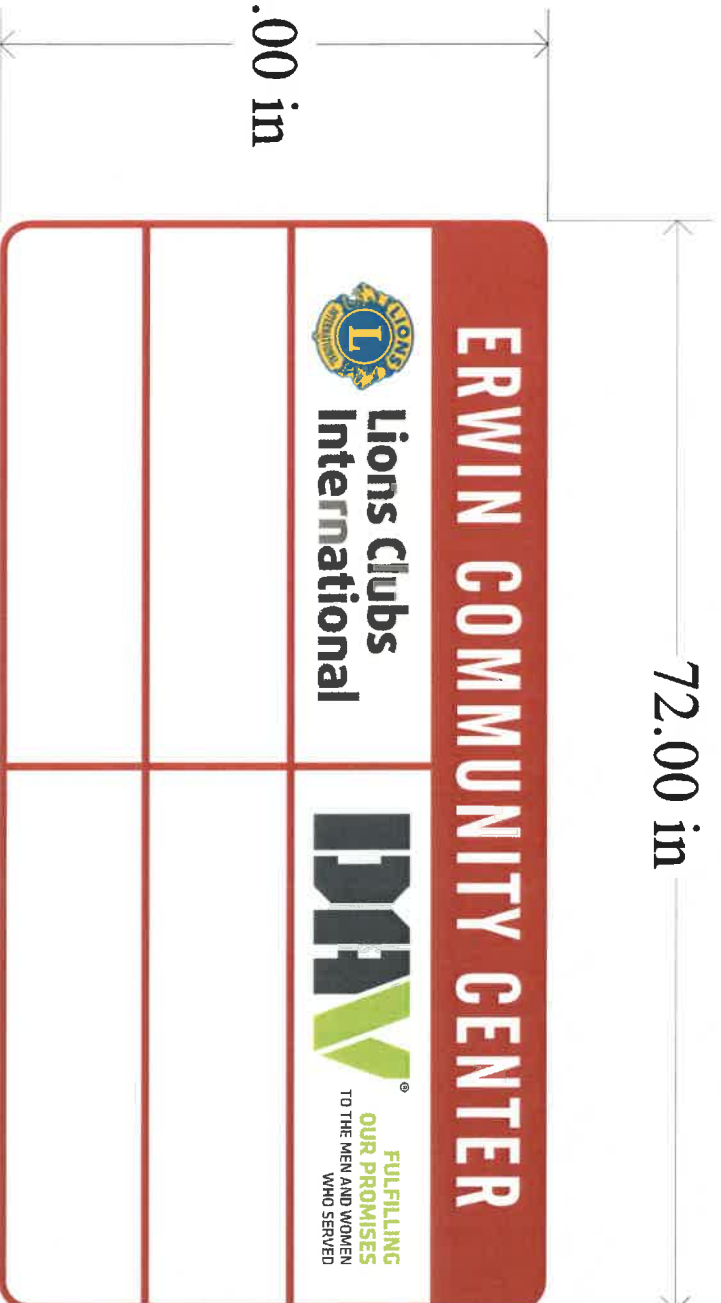 72.00 in
.00 in
ERWIN COMMUNITY CENTER
LIONS
L
INTERNATIONAL
Lions Clubs
International
DAV®
FULFILLING
OUR PROMISES
TO THE MEN AND WOMEN
WHO SERVED